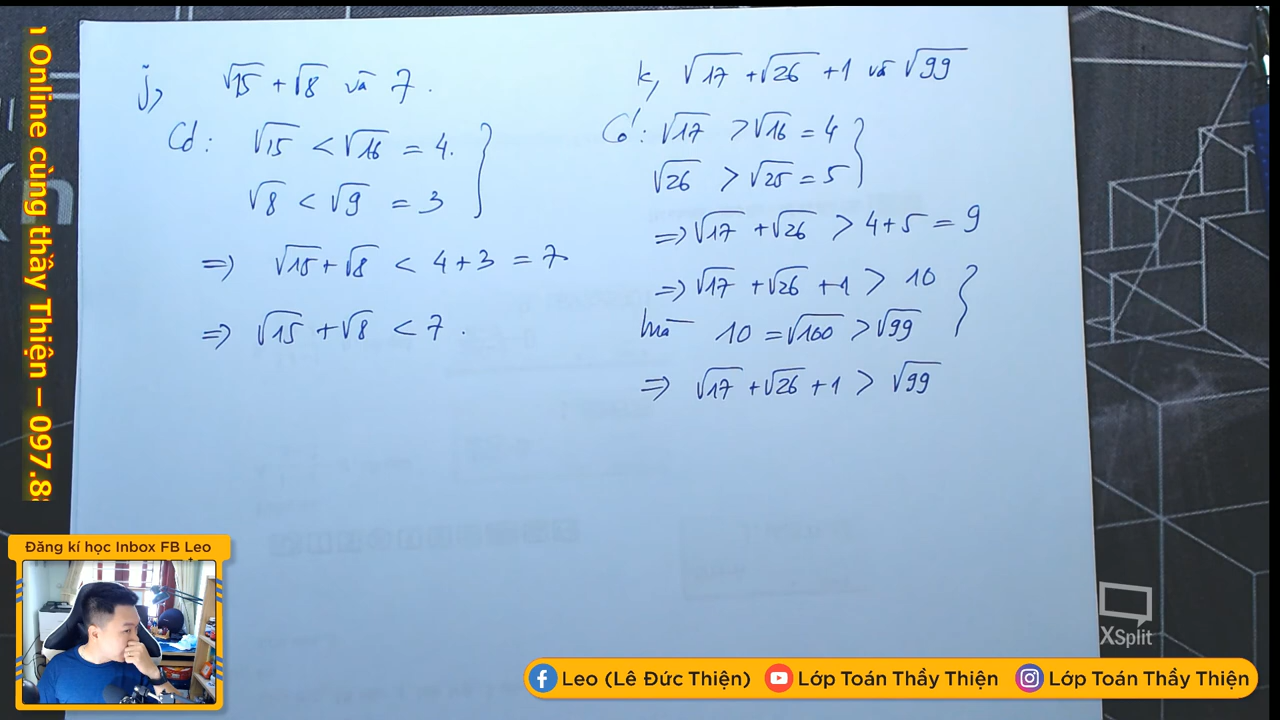 j, √15 + √8 và 7.
Có: √15 < √16 = 4.
√8 < √9 = 3
⇒ √15 + √8 < 4 + 3 = 7
⇒ √15 + √8 < 7.
k, √17 + √26 + 1 và √99
Có: √17 > √16 = 4
√26 > √25 = 5
⇒ √17 + √26 > 4 + 5 = 9
⇒ √17 + √26 + 1 > 10
mà 10 = √100 > √99
⇒ √17 + √26 + 1 > √99
Online cùng thầy Thiện – 097.8
Đăng kí học Inbox FB Leo
XSplit
Leo (Lê Đức Thiện) Lớp Toán Thầy Thiện Lớp Toán Thầy Thiện